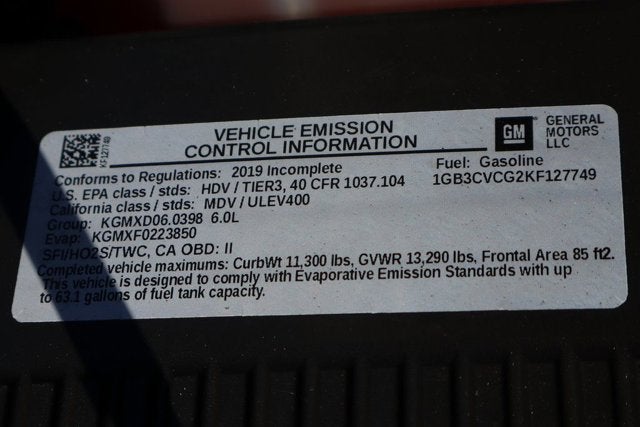 VEHICLE EMISSION
CONTROL INFORMATION
GM
GENERAL
MOTORS
LLC
KF127749
Conforms to Regulations: 2019 Incomplete
Fuel: Gasoline
U.S. EPA class / stds: HDV / TIER3, 40 CFR 1037.104
1GB3CVCG2KF127749
California class / stds: MDV / ULEV400
Group: KGMXD06.0398 6.0L
Evap: KGMXF0223850
SFI/HO2S/TWC, CA OBD: II
Completed vehicle maximums: CurbWt 11,300 lbs, GVWR 13,290 lbs, Frontal Area 85 ft2.
This vehicle is designed to comply with Evaporative Emission Standards with up
to 63.1 gallons of fuel tank capacity.